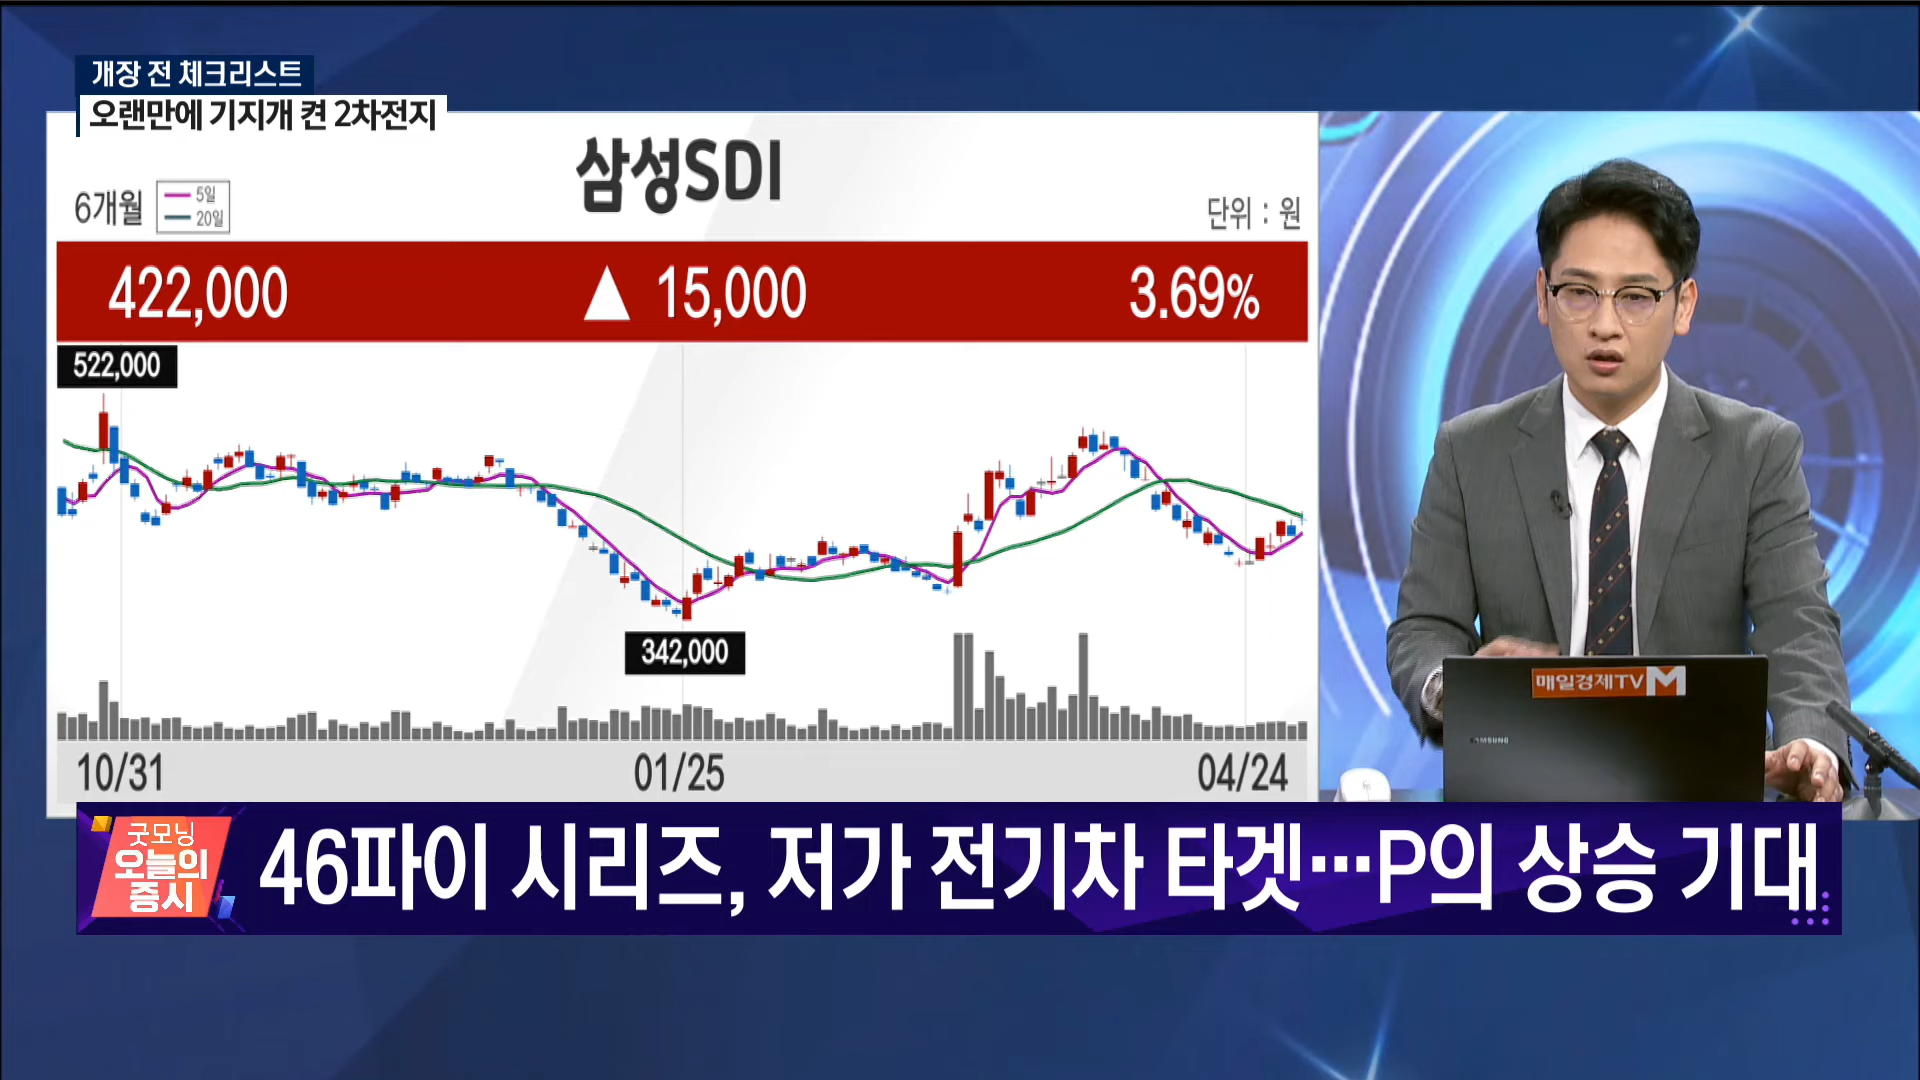 개장 전 체크리스트
오랜만에 기지개 켠 2차전지
삼성SDI
6개월
5일
20일
단위 : 원
422,000 ▲ 15,000 3.69%
522,000
342,000
10/31 01/25 04/24
매일경제TV M
SAMSUNG
굿모닝
오늘의
증시
46파이 시리즈, 저가 전기차 타겟…P의 상승 기대